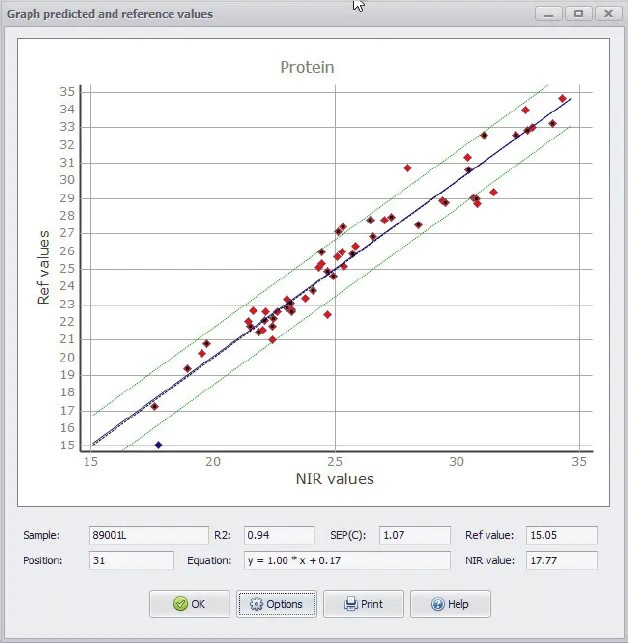 Graph predicted and reference values
Protein
35
34
33
32
31
30
29
28
27
26
25
24
23
22
21
20
19
18
17
16
15
Ref values
15 20 25 30 35
NIR values
Sample: 89001L R2: 0.94 SEP(C): 1.07 Ref value: 15.05
Position: 31 Equation: y = 1.00 * x + 0.17 NIR value: 17.77
OK Options Print Help